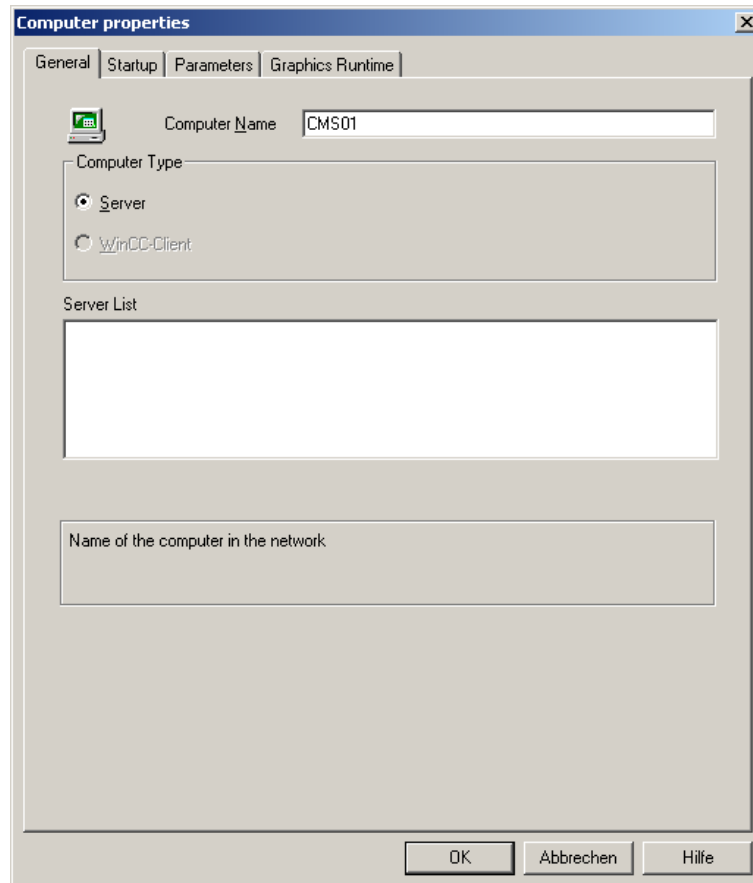 Computer properties
General Startup Parameters Graphics Runtime
Computer Name CMS01
Computer Type
Server
WinCC-Client
Server List
Name of the computer in the network
OK Abbrechen Hilfe